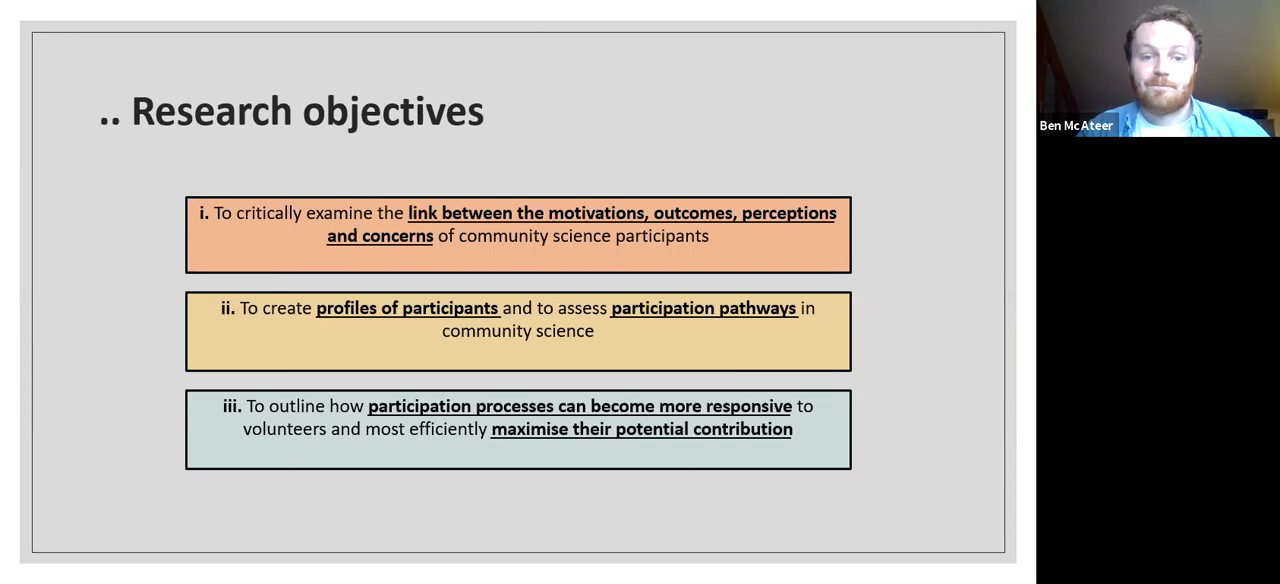 .. Research objectives
i. To critically examine the link between the motivations, outcomes, perceptions
and concerns of community science participants
ii. To create profiles of participants and to assess participation pathways in
community science
iii. To outline how participation processes can become more responsive to
volunteers and most efficiently maximise their potential contribution
Ben McAteer